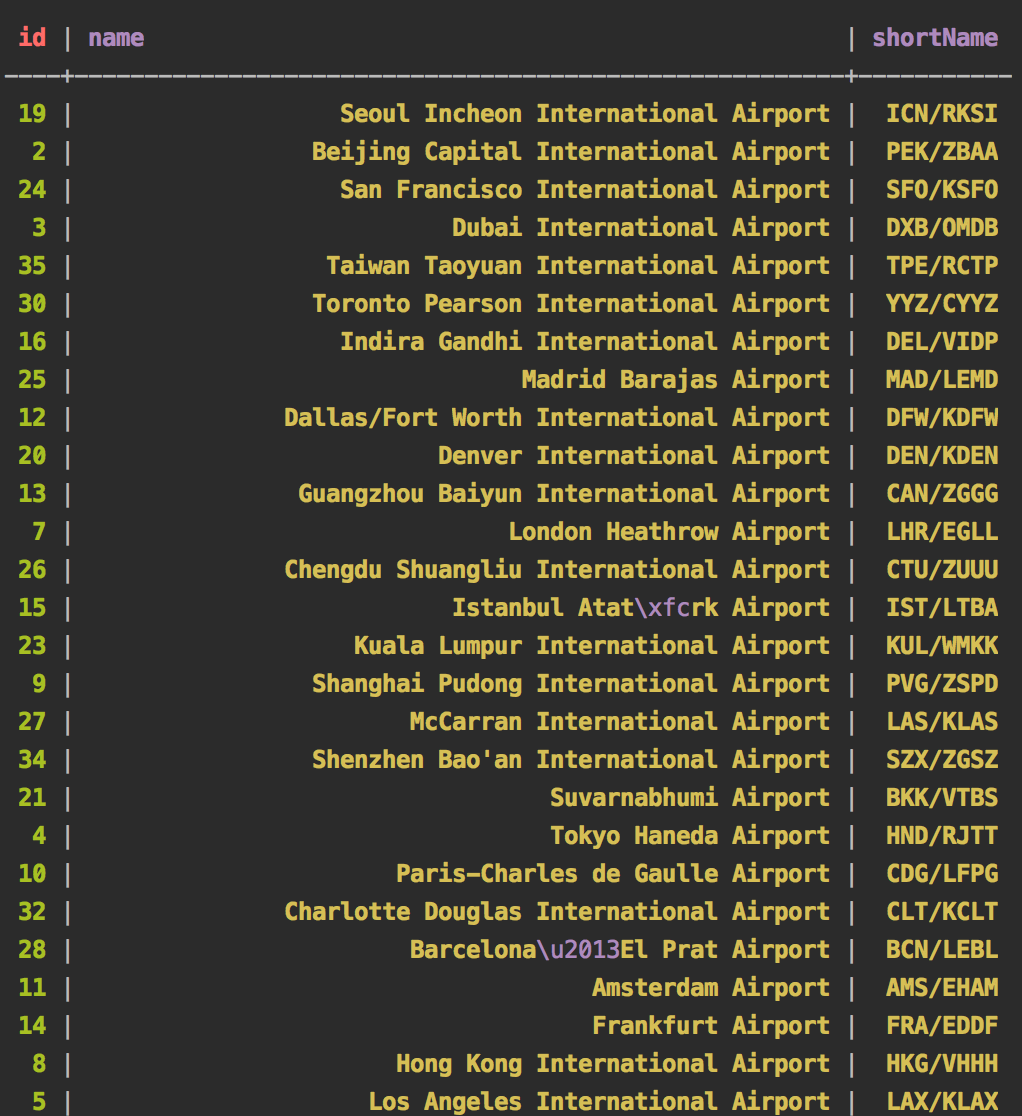 id | name | shortName
----+-------------------------------------------------------+-----------
19 | Seoul Incheon International Airport | ICN/RKSI
2 | Beijing Capital International Airport | PEK/ZBAA
24 | San Francisco International Airport | SFO/KSFO
3 | Dubai International Airport | DXB/OMDB
35 | Taiwan Taoyuan International Airport | TPE/RCTP
30 | Toronto Pearson International Airport | YYZ/CYYZ
16 | Indira Gandhi International Airport | DEL/VIDP
25 | Madrid Barajas Airport | MAD/LEMD
12 | Dallas/Fort Worth International Airport | DFW/KDFW
20 | Denver International Airport | DEN/KDEN
13 | Guangzhou Baiyun International Airport | CAN/ZGGG
7 | London Heathrow Airport | LHR/EGLL
26 | Chengdu Shuangliu International Airport | CTU/ZUUU
15 | Istanbul Atat\xfcrk Airport | IST/LTBA
23 | Kuala Lumpur International Airport | KUL/WMKK
9 | Shanghai Pudong International Airport | PVG/ZSPD
27 | McCarran International Airport | LAS/KLAS
34 | Shenzhen Bao'an International Airport | SZX/ZGSZ
21 | Suvarnabhumi Airport | BKK/VTBS
4 | Tokyo Haneda Airport | HND/RJTT
10 | Paris-Charles de Gaulle Airport | CDG/LFPG
32 | Charlotte Douglas International Airport | CLT/KCLT
28 | Barcelona\u2013El Prat Airport | BCN/LEBL
11 | Amsterdam Airport | AMS/EHAM
14 | Frankfurt Airport | FRA/EDDF
8 | Hong Kong International Airport | HKG/VHHH
5 | Los Angeles International Airport | LAX/KLAX